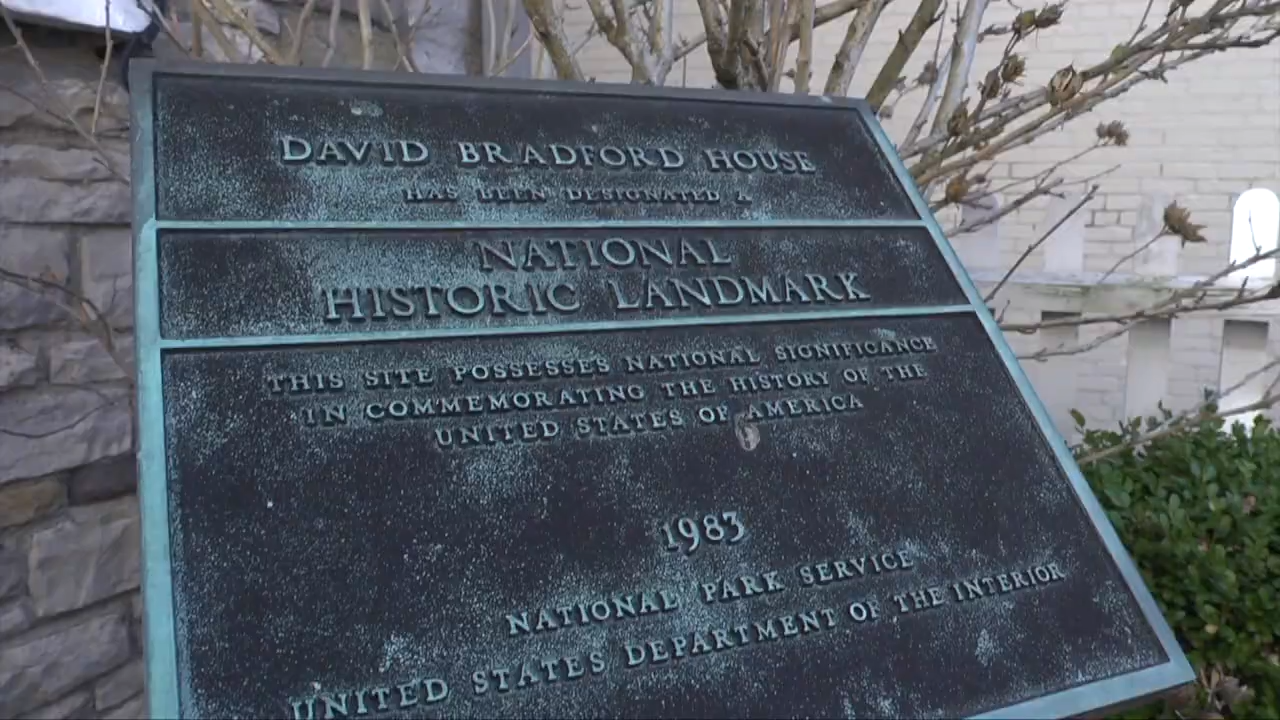 DAVID BRADFORD HOUSE
HAS BEEN DESIGNATED A
NATIONAL
HISTORIC LANDMARK
THIS SITE POSSESSES NATIONAL SIGNIFICANCE
IN COMMEMORATING THE HISTORY OF THE
UNITED STATES OF AMERICA
1983
NATIONAL PARK SERVICE
UNITED STATES DEPARTMENT OF THE INTERIOR